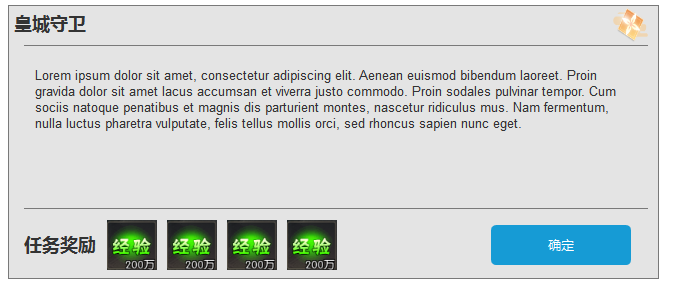 皇城守卫
Lorem ipsum dolor sit amet, consectetur adipiscing elit. Aenean euismod bibendum laoreet. Proin
gravida dolor sit amet lacus accumsan et viverra justo commodo. Proin sodales pulvinar tempor. Cum
sociis natoque penatibus et magnis dis parturient montes, nascetur ridiculus mus. Nam fermentum,
nulla luctus pharetra vulputate, felis tellus mollis orci, sed rhoncus sapien nunc eget.
任务奖励 经验 经验 经验 经验 确定
200万 200万 200万 200万